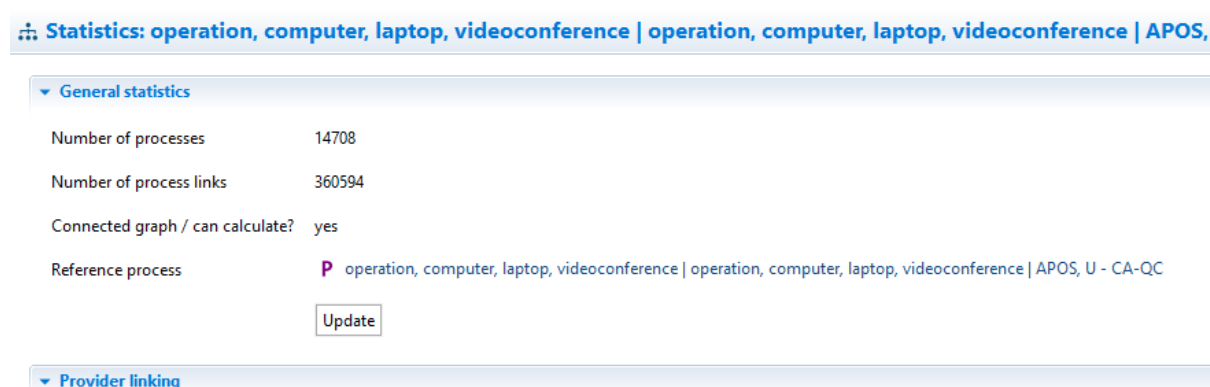 Statistics: operation, computer, laptop, videoconference | operation, computer, laptop, videoconference | APOS,
General statistics
Number of processes 14708
Number of process links 360594
Connected graph / can calculate? yes
Reference process P operation, computer, laptop, videoconference | operation, computer, laptop, videoconference | APOS, U - CA-QC
Update
Provider linking